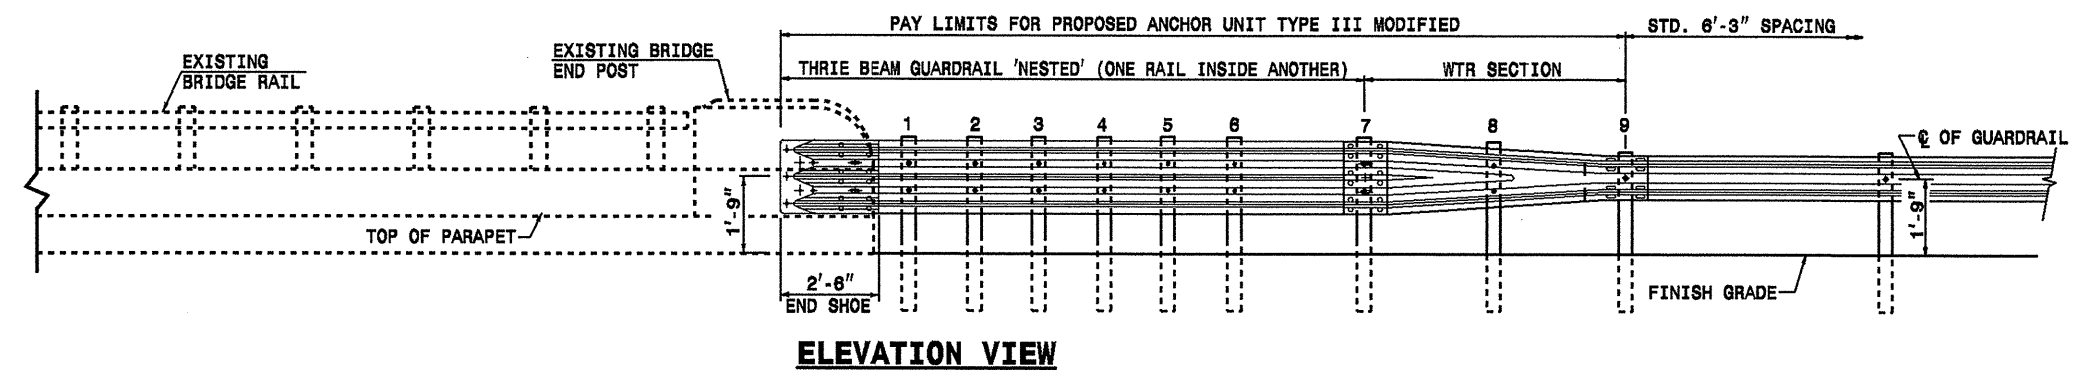 PAY LIMITS FOR PROPOSED ANCHOR UNIT TYPE III MODIFIED
STD. 6'-3" SPACING
EXISTING BRIDGE
END POST
EXISTING
BRIDGE RAIL
THRIE BEAM GUARDRAIL 'NESTED' (ONE RAIL INSIDE ANOTHER)
WTR SECTION
1 2 3 4 5 6 7 8 9
℄ OF GUARDRAIL
1'-9"
1'-9"
TOP OF PARAPET
2'-6"
END SHOE
FINISH GRADE
ELEVATION VIEW